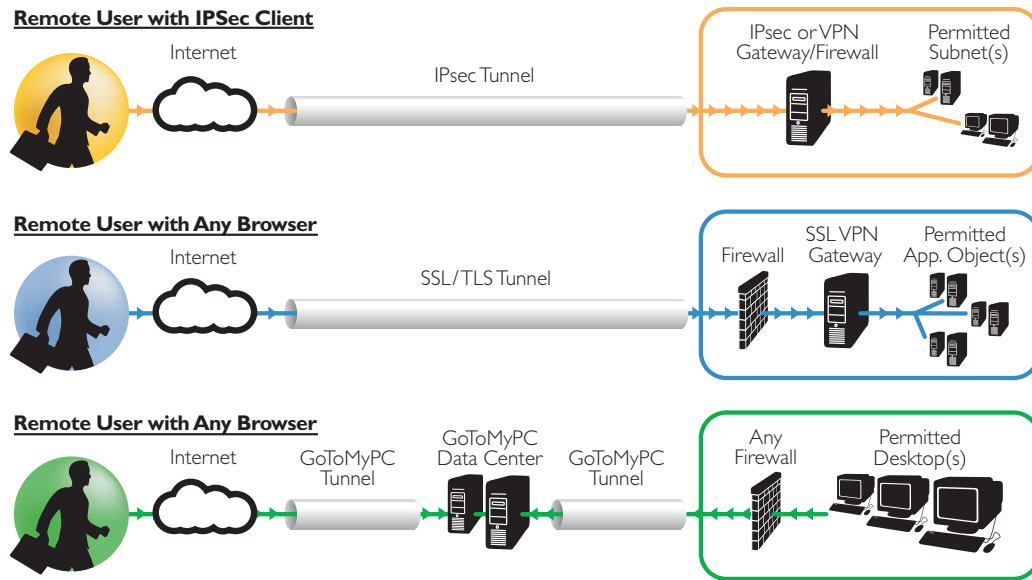 Remote User with IPSec Client
Internet
IPsec Tunnel
IPsec or VPN
Gateway/Firewall
Permitted
Subnet(s)
Remote User with Any Browser
Internet
SSL/TLS Tunnel
Firewall
SSL VPN
Gateway
Permitted
App. Object(s)
Remote User with Any Browser
Internet
GoToMyPC
Tunnel
GoToMyPC
Data Center
GoToMyPC
Tunnel
Any
Firewall
Permitted
Desktop(s)